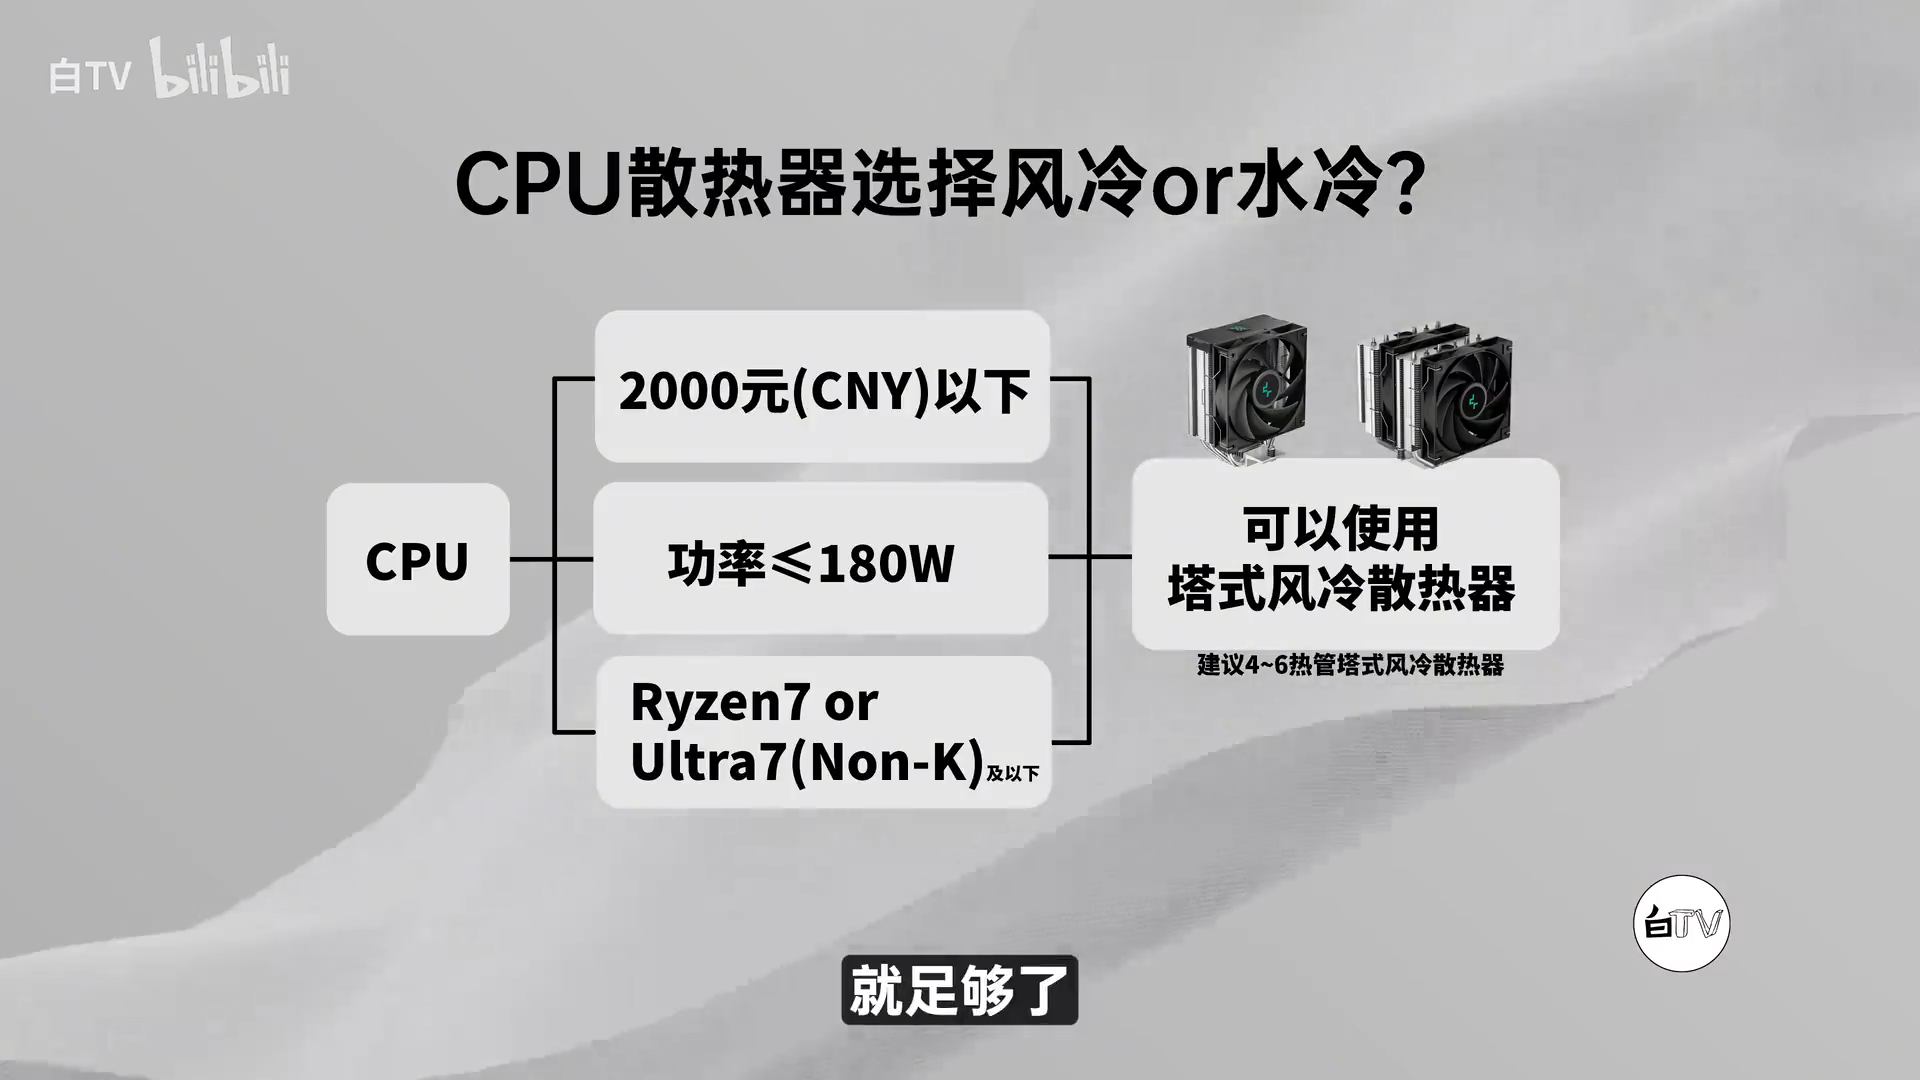 白TV bilibili
CPU散热器选择风冷or水冷?
2000元(CNY)以下
CPU
功率≤180W
Ryzen7 or
Ultra7(Non-K)及以下
可以使用
塔式风冷散热器
建议4~6热管塔式风冷散热器
白TV
就足够了